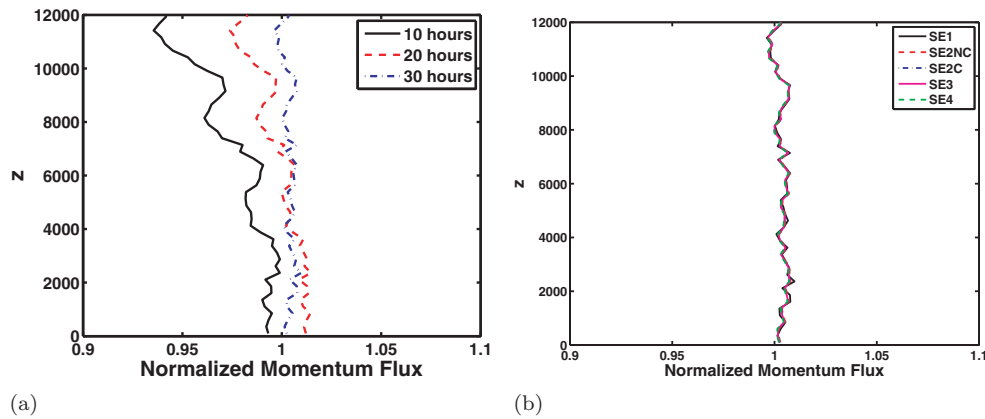 12000
10000
8000
6000
4000
2000
0
z
0.9 0.95 1 1.05 1.1
Normalized Momentum Flux
10 hours
20 hours
30 hours
(a)
12000
10000
8000
6000
4000
2000
0
z
0.9 0.95 1 1.05 1.1
Normalized Momentum Flux
SE1
SE2NC
SE2C
SE3
SE4
(b)